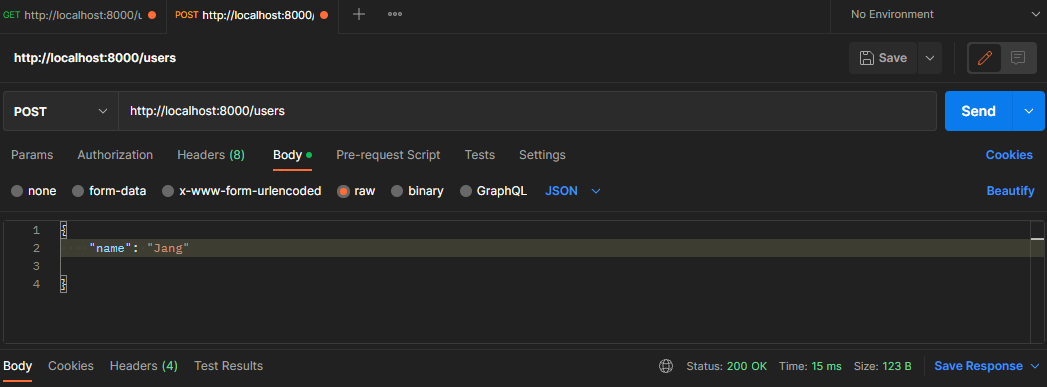 GET http://localhost:8000/u POST http://localhost:8000/ No Environment
http://localhost:8000/users Save
POST http://localhost:8000/users Send
Params Authorization Headers (8) Body Pre-request Script Tests Settings Cookies
none form-data x-www-form-urlencoded raw binary GraphQL JSON Beautify
1 {
2 "name": "Jang"
3
4 }
Body Cookies Headers (4) Test Results Status: 200 OK Time: 15 ms Size: 123 B Save Response